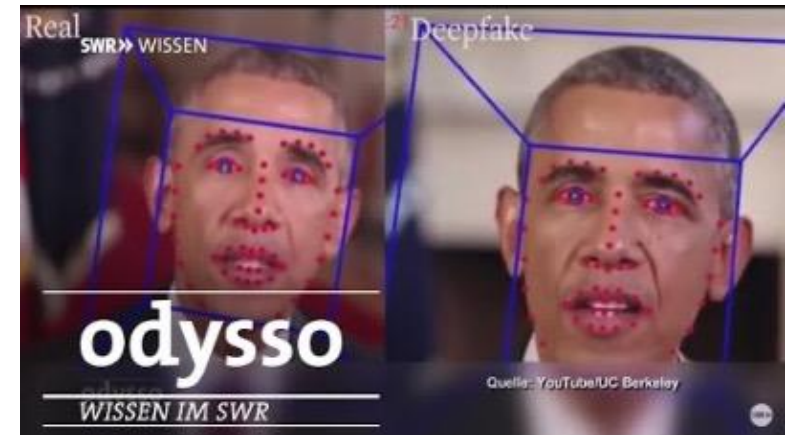 Real
SWR» WISSEN
Deepfake
odysso
WISSEN IM SWR
Quelle: YouTube/UC Berkeley